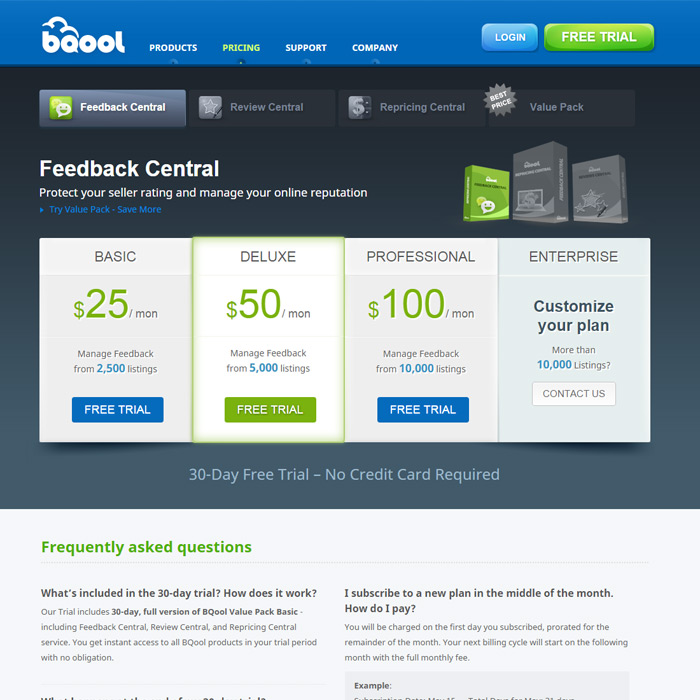 bqool
PRODUCTS
PRICING
SUPPORT
COMPANY
LOGIN
FREE TRIAL
Feedback Central
Review Central
Repricing Central
BEST PRICE
Value Pack
Feedback Central
Protect your seller rating and manage your online reputation
Try Value Pack - Save More
BASIC
$25/ mon
Manage Feedback
from 2,500 listings
FREE TRIAL
DELUXE
$50/ mon
Manage Feedback
from 5,000 listings
FREE TRIAL
PROFESSIONAL
$100/ mon
Manage Feedback
from 10,000 listings
FREE TRIAL
ENTERPRISE
Customize
your plan
More than
10,000 Listings?
CONTACT US
30-Day Free Trial – No Credit Card Required
Frequently asked questions
What's included in the 30-day trial? How does it work?
Our Trial includes 30-day, full version of BQool Value Pack Basic -
including Feedback Central, Review Central, and Repricing Central
service. You get instant access to all BQool products in your trial period
with no obligation.
I subscribe to a new plan in the middle of the month.
How do I pay?
You will be charged on the first day you subscribed, prorated for the
remainder of the month. Your next billing cycle will start on the following
month with the full monthly fee.
Example: